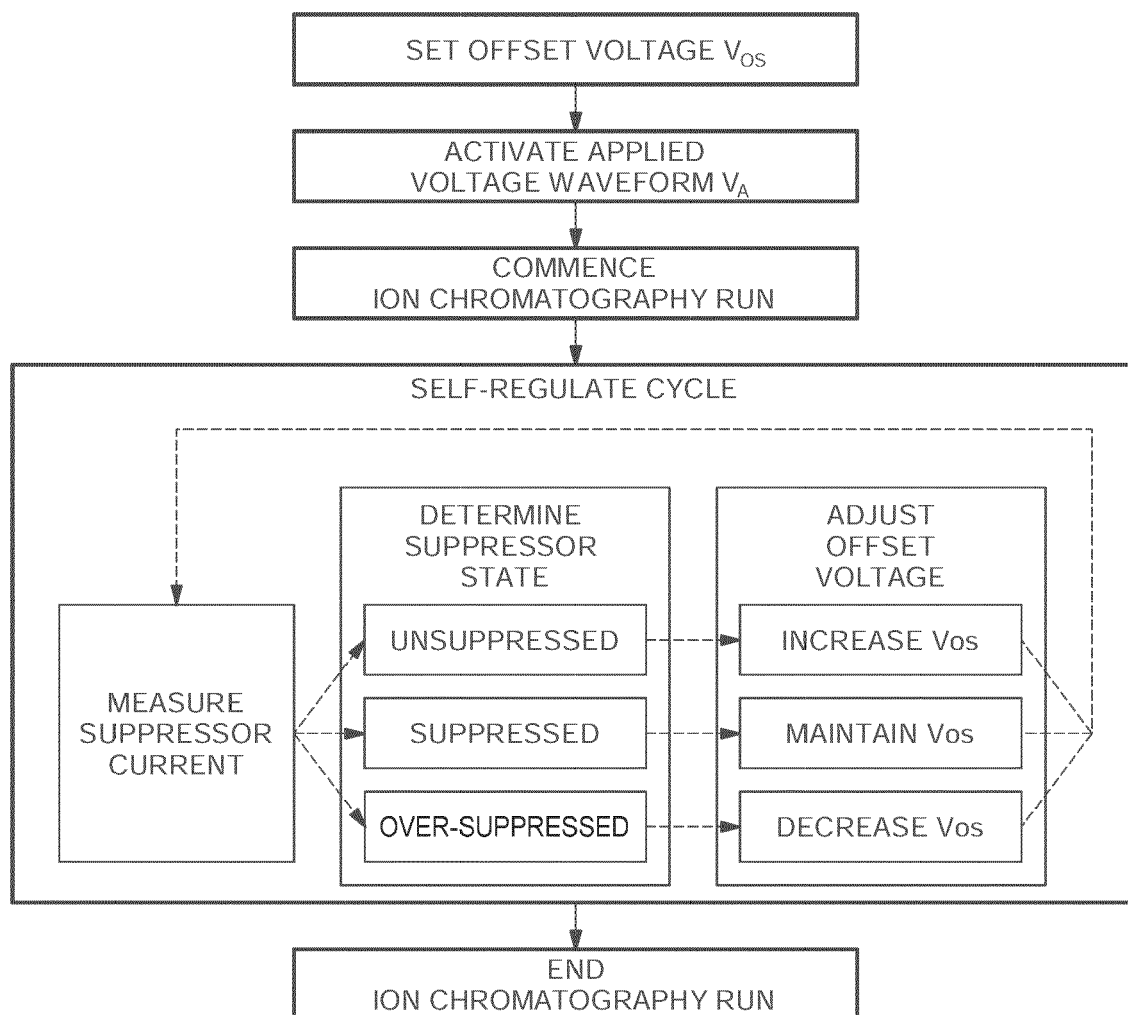 SET OFFSET VOLTAGE VOS
ACTIVATE APPLIED
VOLTAGE WAVEFORM VA
COMMENCE
ION CHROMATOGRAPHY RUN
SELF-REGULATE CYCLE
MEASURE
SUPPRESSOR
CURRENT
DETERMINE
SUPPRESSOR
STATE
UNSUPPRESSED
SUPPRESSED
OVER-SUPPRESSED
ADJUST
OFFSET
VOLTAGE
INCREASE Vos
MAINTAIN Vos
DECREASE Vos
END
ION CHROMATOGRAPHY RUN